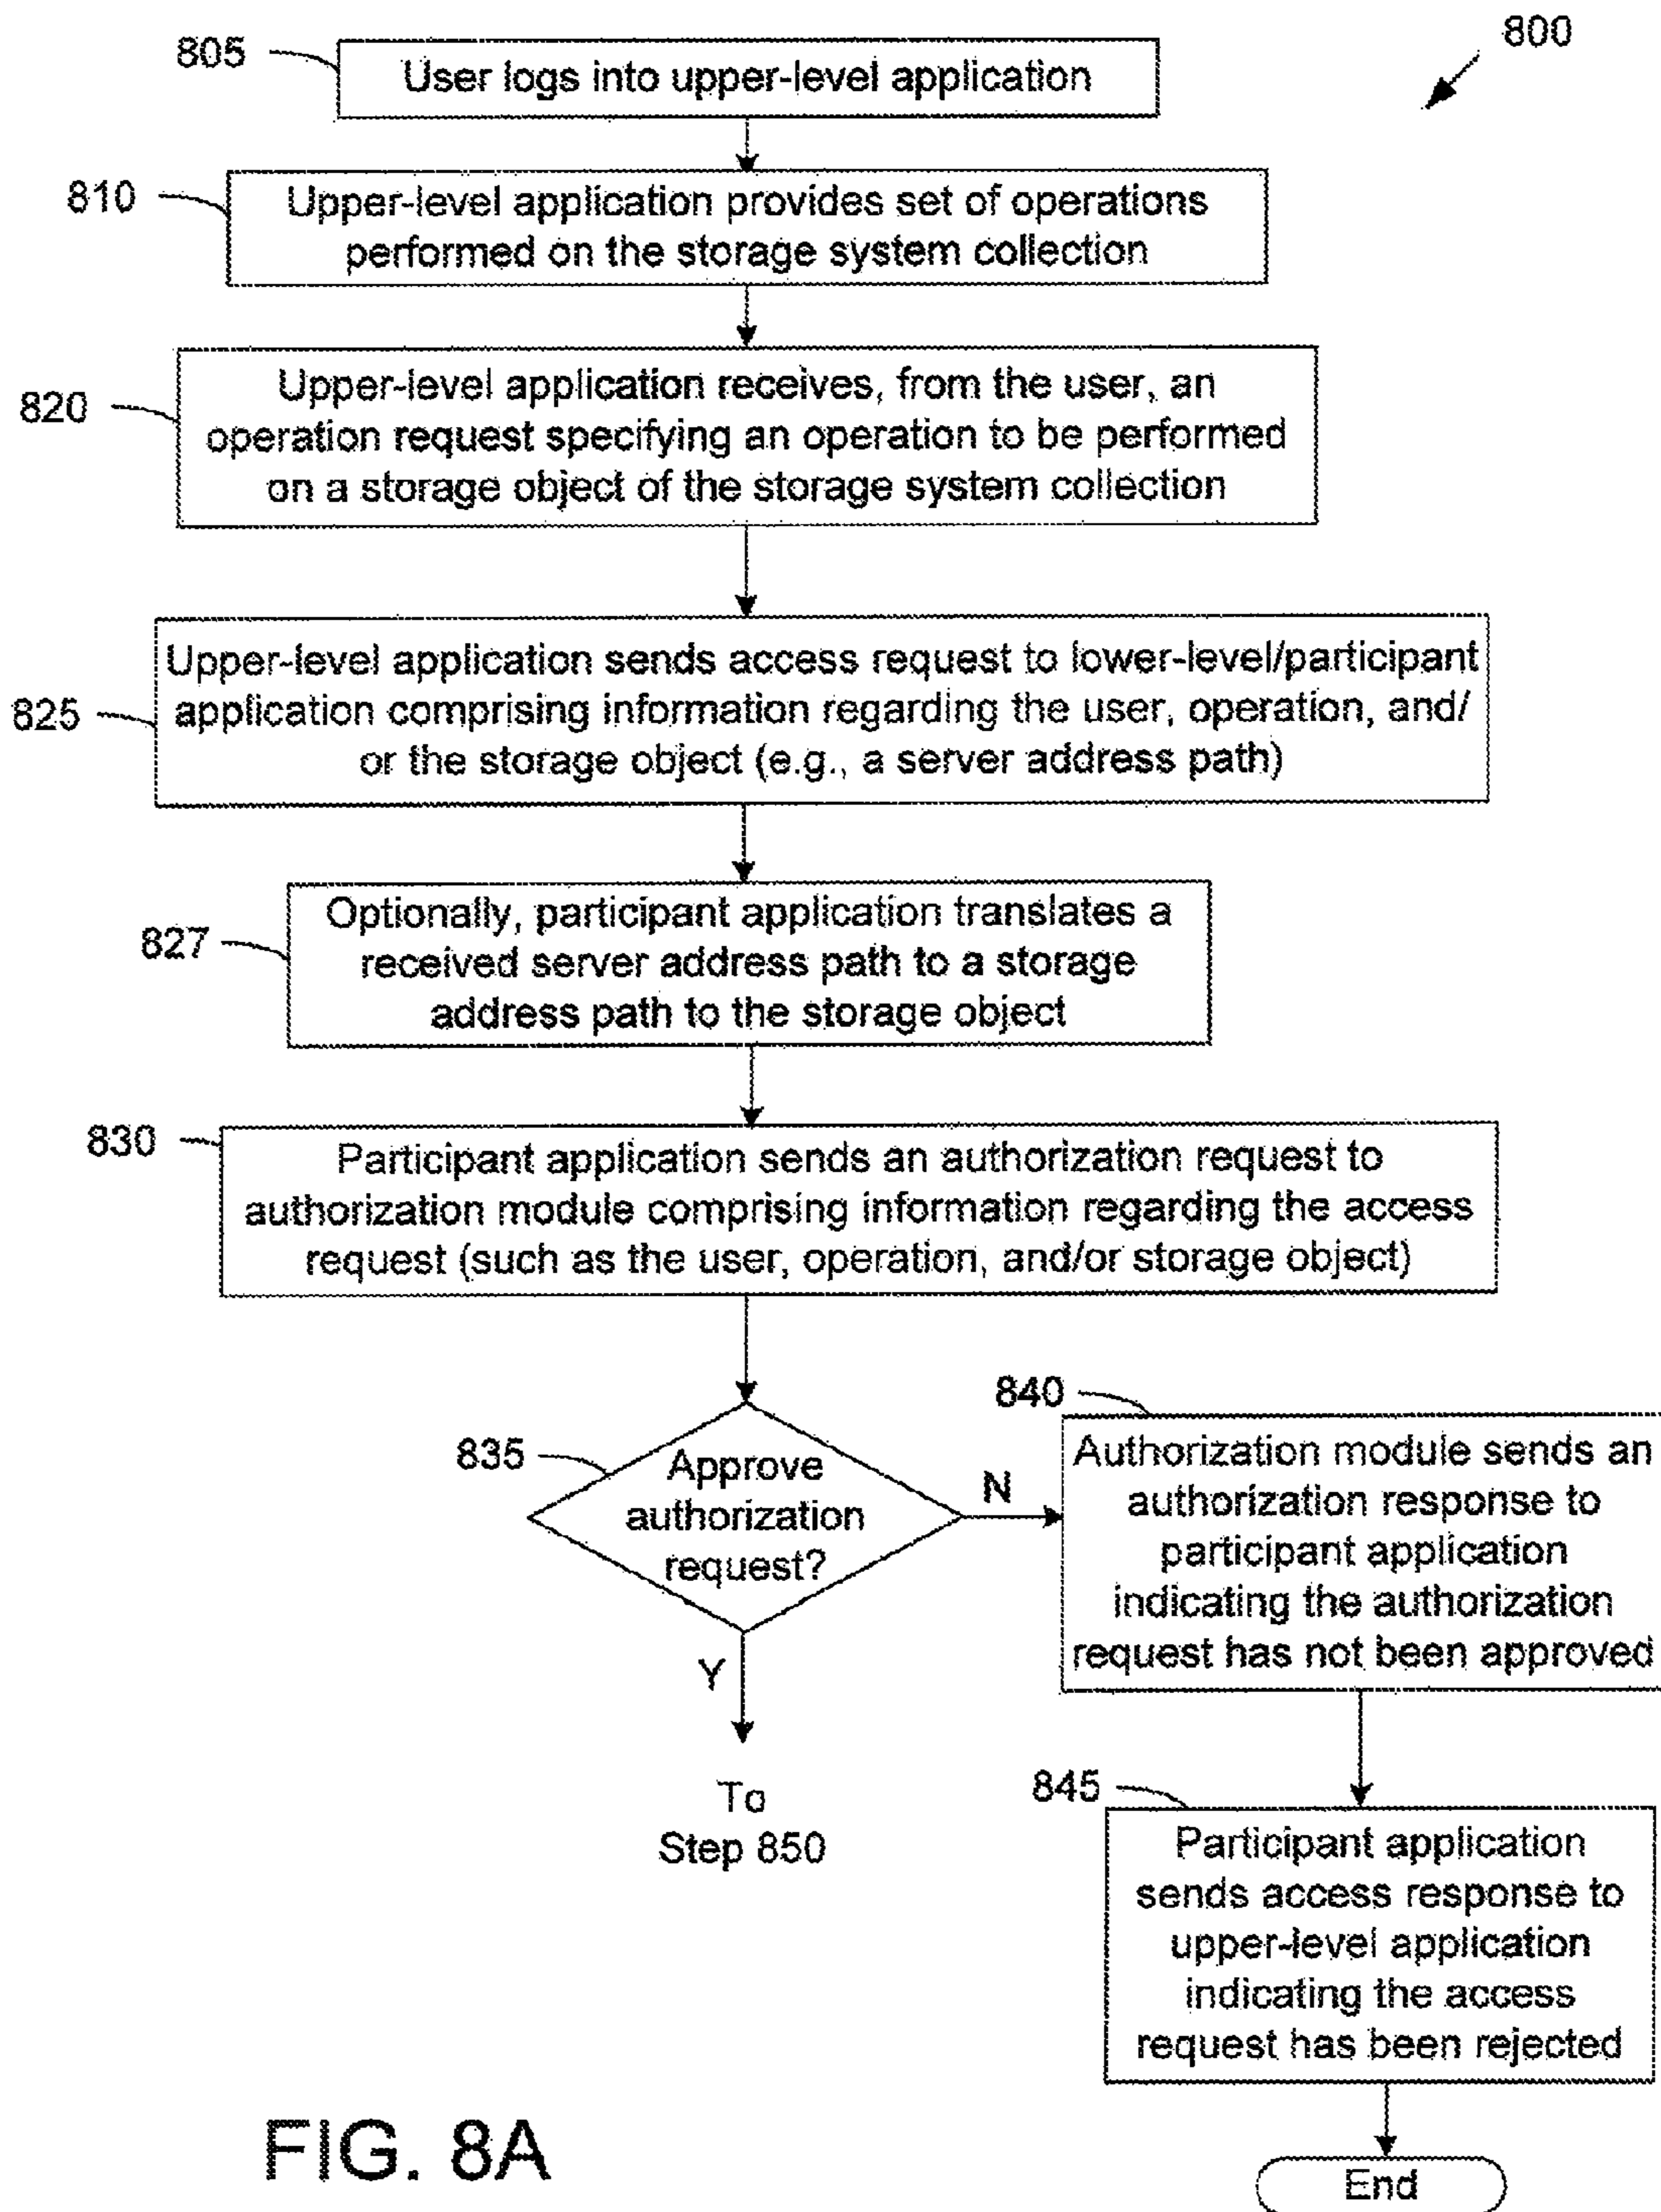 800
805
User logs into upper-level application
810
Upper-level application provides set of operations
performed on the storage system collection
820
Upper-level application receives, from the user, an
operation request specifying an operation to be performed
on a storage object of the storage system collection
825
Upper-level application sends access request to lower-level/participant
application comprising information regarding the user, operation, and/
or the storage object (e.g., a server address path)
827
Optionally, participant application translates a
received server address path to a storage
address path to the storage object
830
Participant application sends an authorization request to
authorization module comprising information regarding the access
request (such as the user, operation, and/or storage object)
835
Approve
authorization
request?
N
Y
To
Step 850
840
Authorization module sends an
authorization response to
participant application
indicating the authorization
request has not been approved
845
Participant application
sends access response to
upper-level application
indicating the access
request has been rejected
End
FIG. 8A